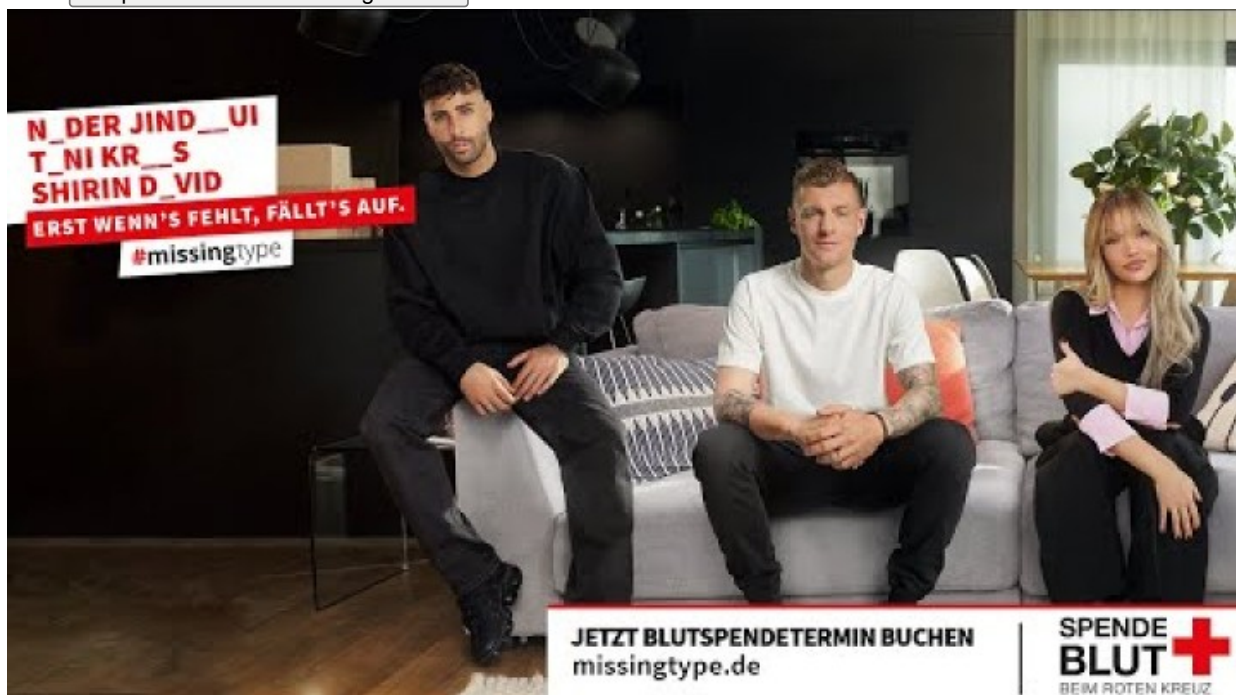 N_DER JIND__UI
T_NI KR__S
SHIRIN D_VID
ERST WENN'S FEHLT, FÄLLT'S AUF.
#missingtype
JETZT BLUTSPENDETERMIN BUCHEN
missingtype.de
SPENDE
BLUT
BEIM ROTEN KREUZ